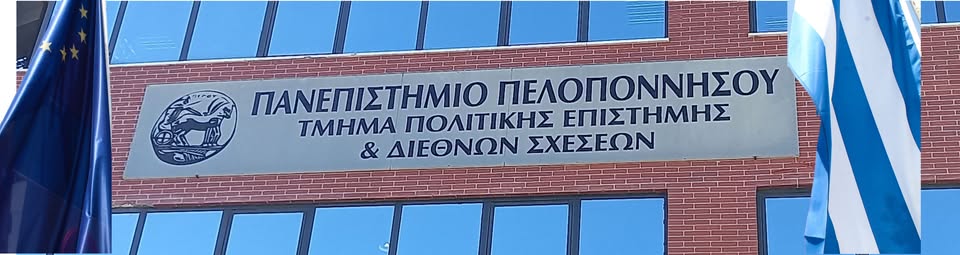 ΠΑΝΕΠΙΣΤΗΜΙΟ ΠΕΛΟΠΟΝΝΗΣΟΥ
ΤΜΗΜΑ ΠΟΛΙΤΙΚΗΣ ΕΠΙΣΤΗΜΗΣ
& ΔΙΕΘΝΩΝ ΣΧΕΣΕΩΝ